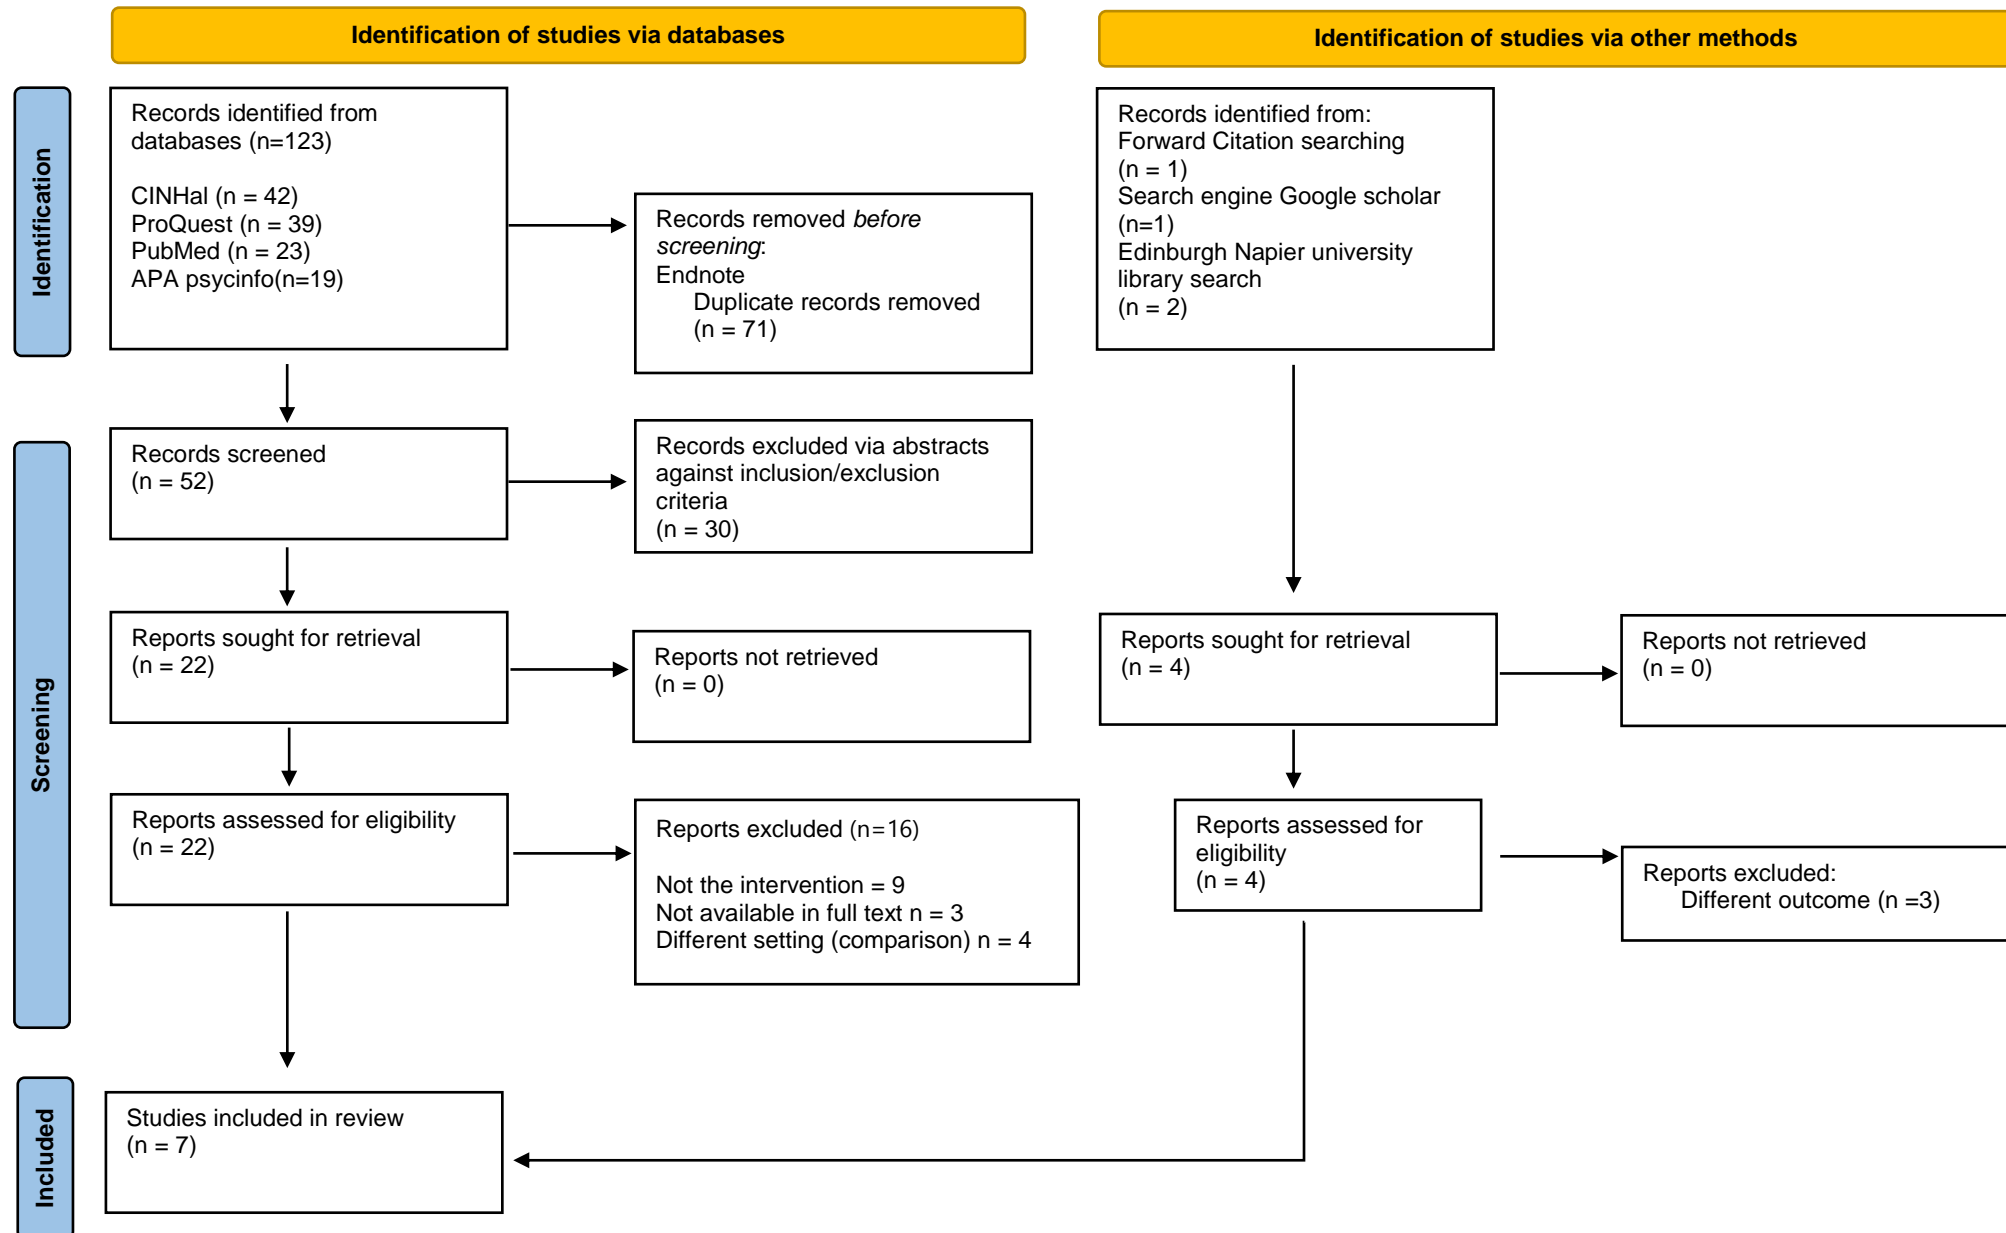 Identification of studies via databases
Identification of studies via other methods
Identification
Records identified from
databases (n=123)
CINHal (n = 42)
ProQuest (n = 39)
PubMed (n = 23)
APA psycinfo(n=19)
Records removed before
screening:
Endnote
Duplicate records removed
(n = 71)
Records identified from:
Forward Citation searching
(n = 1)
Search engine Google scholar
(n=1)
Edinburgh Napier university
library search
(n = 2)
Screening
Records screened
(n = 52)
Records excluded via abstracts
against inclusion/exclusion
criteria
(n = 30)
Reports sought for retrieval
(n = 22)
Reports not retrieved
(n = 0)
Reports sought for retrieval
(n = 4)
Reports not retrieved
(n = 0)
Reports assessed for eligibility
(n = 22)
Reports excluded (n=16)
Not the intervention = 9
Not available in full text n = 3
Different setting (comparison) n = 4
Reports assessed for
eligibility
(n = 4)
Reports excluded:
Different outcome (n =3)
Included
Studies included in review
(n = 7)